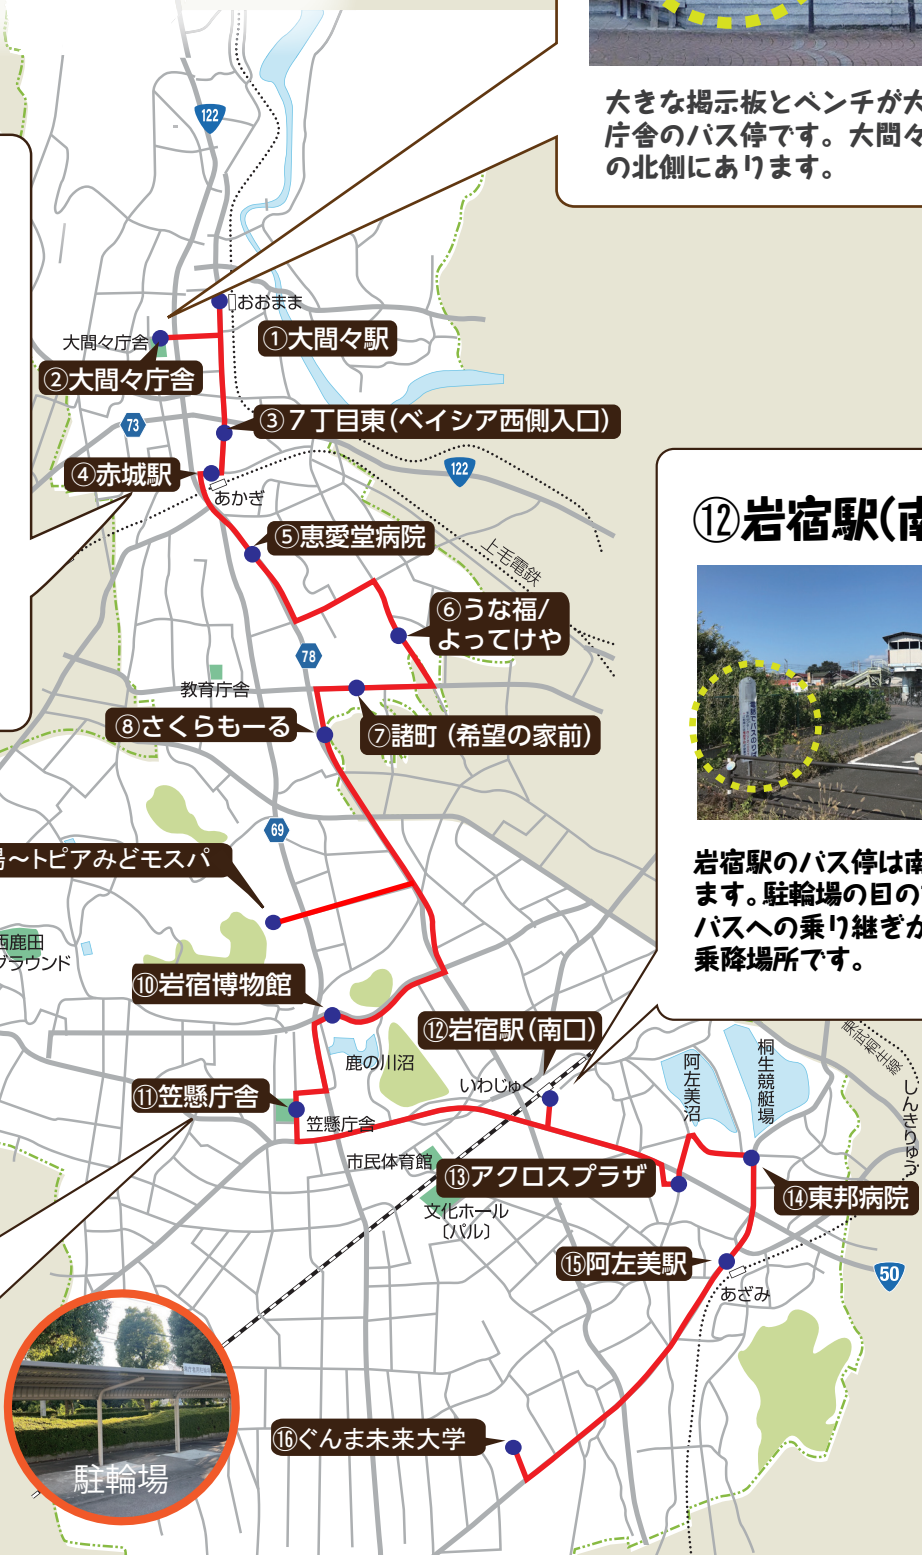 大きな掲示板とベンチが大
庁舎のバス停です。大間々
の北側にあります。
122
おおまま
①大間々駅
大間々庁舎
②大間々庁舎
③7丁目東(ベイシア西側入口)
73
122
④赤城駅
あかぎ
⑤恵愛堂病院
上毛電鉄
⑥うな福/
よってけや
78
教育庁舎
⑦諸町(希望の家前)
⑧さくらもーる
⑫岩宿駅(南
電話でバスのりば
岩宿駅のバス停は南
ます。駐輪場の目の
バスへの乗り継ぎか
乗降場所です。
69
〜トピアみどモスパ
西鹿田
グラウンド
⑩岩宿博物館
⑫岩宿駅(南口)
鹿の川沼
いわじゅく
阿左美沼
桐生競艇場
東武桐生線
しんきりゅう
⑪笠懸庁舎
笠懸庁舎
市民体育館
⑬アクロスプラザ
文化ホール
〔パル〕
⑭東邦病院
⑮阿左美駅
あざみ
50
駐輪場
⑯ぐんま未来大学